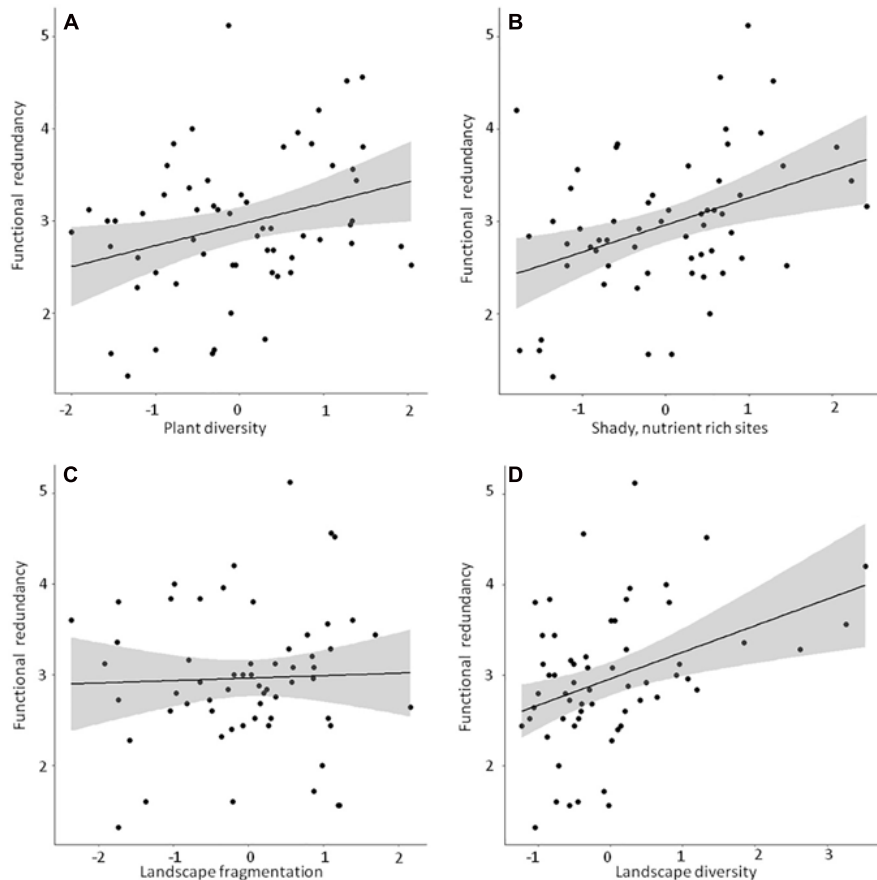 A
5
4
3
2
Functional redundancy
-2
-1
0
1
2
Plant diversity
B
5
4
3
2
Functional redundancy
-1
0
1
2
Shady, nutrient rich sites
C
5
4
3
2
Functional redundancy
-2
-1
0
1
2
Landscape fragmentation
D
5
4
3
2
Functional redundancy
-1
0
1
2
3
Landscape diversity